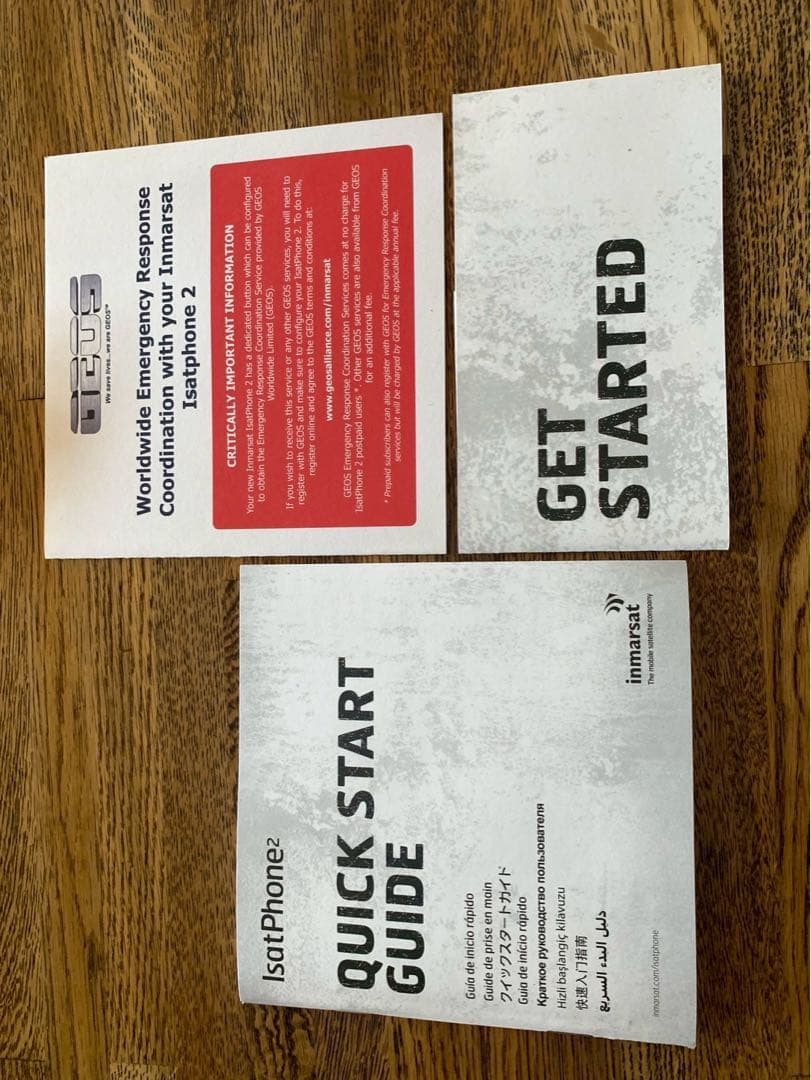 GEOS
We save lives...we are GEOS™
Worldwide Emergency Response
Coordination with your Inmarsat
Isatphone 2
CRITICALLY IMPORTANT INFORMATION
Your new Inmarsat IsatPhone 2 has a dedicated button which can be configured
to obtain the Emergency Response Coordination Service provided by GEOS
Worldwide Limited (GEOS).
If you wish to receive this service or any other GEOS services, you will need to
register with GEOS and make sure to configure your IsatPhone 2. To do this,
register online and agree to the GEOS terms and conditions at:
www.geosalliance.com/inmarsat
GEOS Emergency Response Coordination Services comes at no charge for
IsatPhone 2 postpaid users *. Other GEOS services are also available from GEOS
for an additional fee.
* Prepaid subscribers can also register with GEOS for Emergency Response Coordination
services but will be charged by GEOS at the applicable annual fee.
GET
STARTED
IsatPhone2
QUICK START
GUIDE
Guía de inicio rápido
Guide de prise en main
クイックスタートガイド
Guia de início rápido
Краткое руководство пользователя
Hizli başlangiç kilavuzu
快速入门指南
دليل البدء السريع
inmarsat.com/isatphone
inmarsat
The mobile satellite company